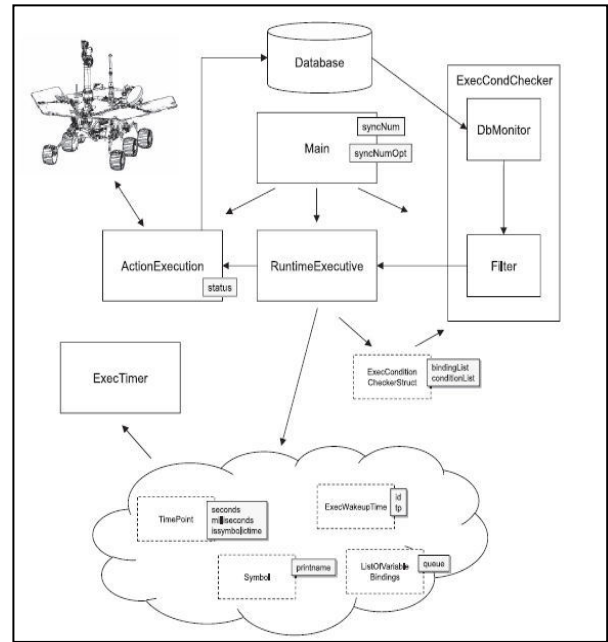 Database
ExecCondChecker
syncNum
Main
DbMonitor
syncNumOpt
ActionExecution
RuntimeExecutive
Filter
status
ExecTimer
ExecCondition
CheckerStruct
bindingList
conditionList
TimePoint
seconds
milliseconds
issymbolictime
ExecWakeupTime
id
tp
Symbol
printname
ListOfVariable
Bindings
queue